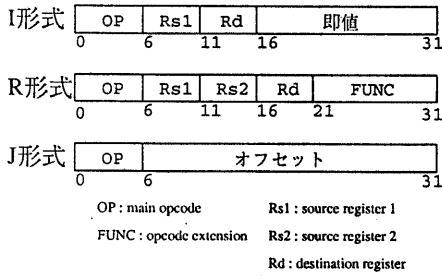 I形式 OP Rs1 Rd 即値
0 6 11 16 31
R形式 OP Rs1 Rs2 Rd FUNC
0 6 11 16 21 31
J形式 OP オフセット
0 6 31
OP : main opcode Rs1 : source register 1
FUNC : opcode extension Rs2 : source register 2
Rd : destination register